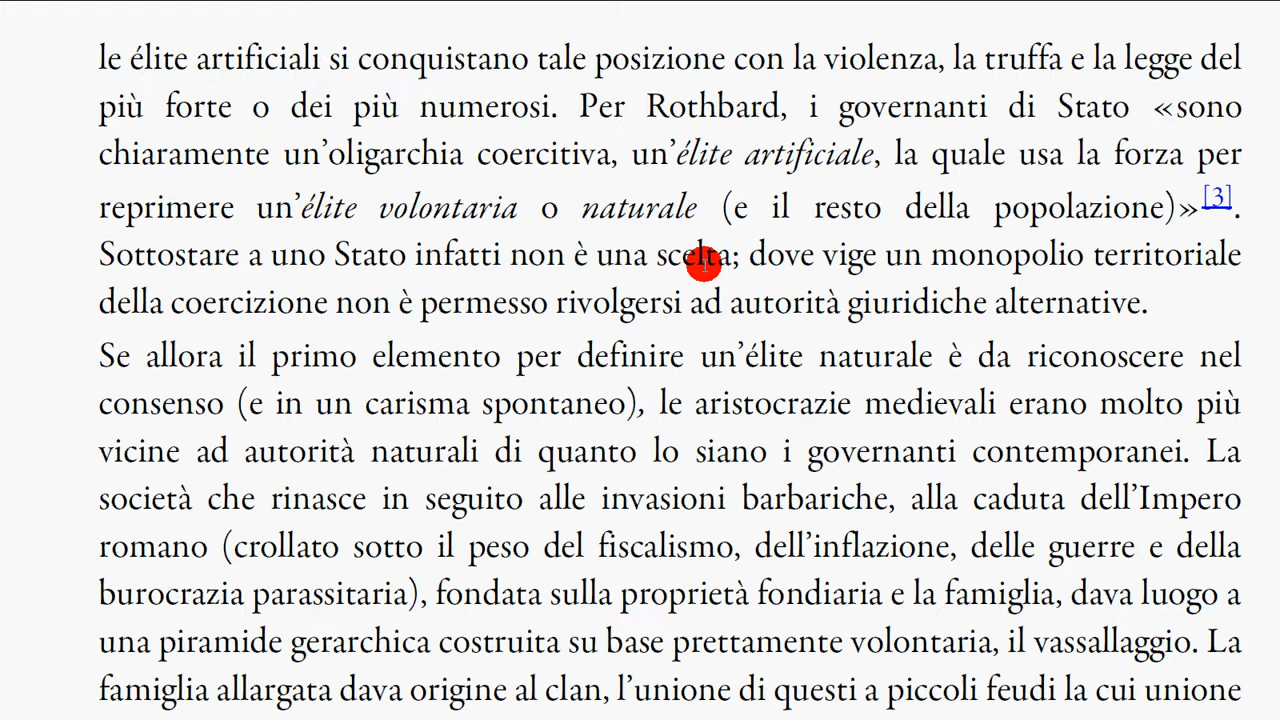 le élite artificiali si conquistano tale posizione con la violenza, la truffa e la legge del
più forte o dei più numerosi. Per Rothbard, i governanti di Stato «sono
chiaramente un’oligarchia coercitiva, un’élite artificiale, la quale usa la forza per
reprimere un’élite volontaria o naturale (e il resto della popolazione)»[3].
Sottostare a uno Stato infatti non è una scelta; dove vige un monopolio territoriale
della coercizione non è permesso rivolgersi ad autorità giuridiche alternative.
Se allora il primo elemento per definire un’élite naturale è da riconoscere nel
consenso (e in un carisma spontaneo), le aristocrazie medievali erano molto più
vicine ad autorità naturali di quanto lo siano i governanti contemporanei. La
società che rinasce in seguito alle invasioni barbariche, alla caduta dell’Impero
romano (crollato sotto il peso del fiscalismo, dell’inflazione, delle guerre e della
burocrazia parassitaria), fondata sulla proprietà fondiaria e la famiglia, dava luogo a
una piramide gerarchica costruita su base prettamente volontaria, il vassallaggio. La
famiglia allargata dava origine al clan, l’unione di questi a piccoli feudi la cui unione